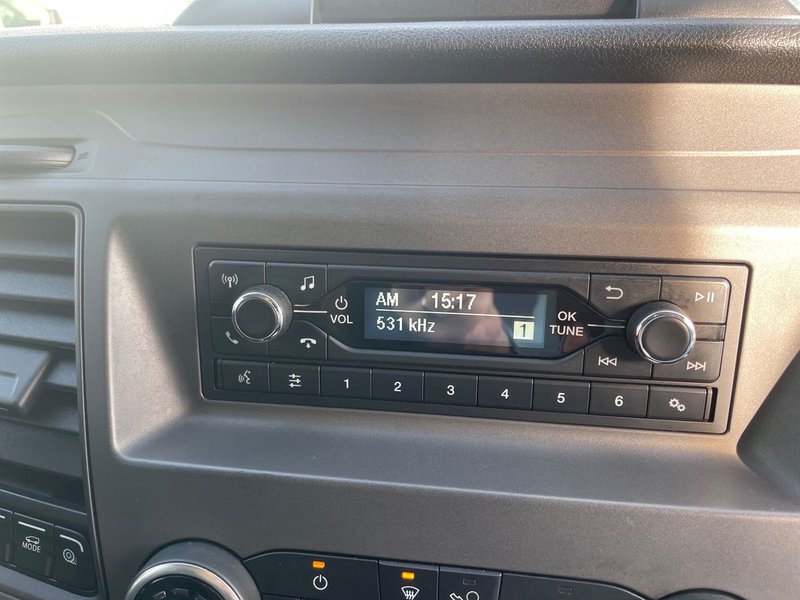 AM 15:17
531 kHz 1
VOL
OK
TUNE
1 2 3 4 5 6
MODE